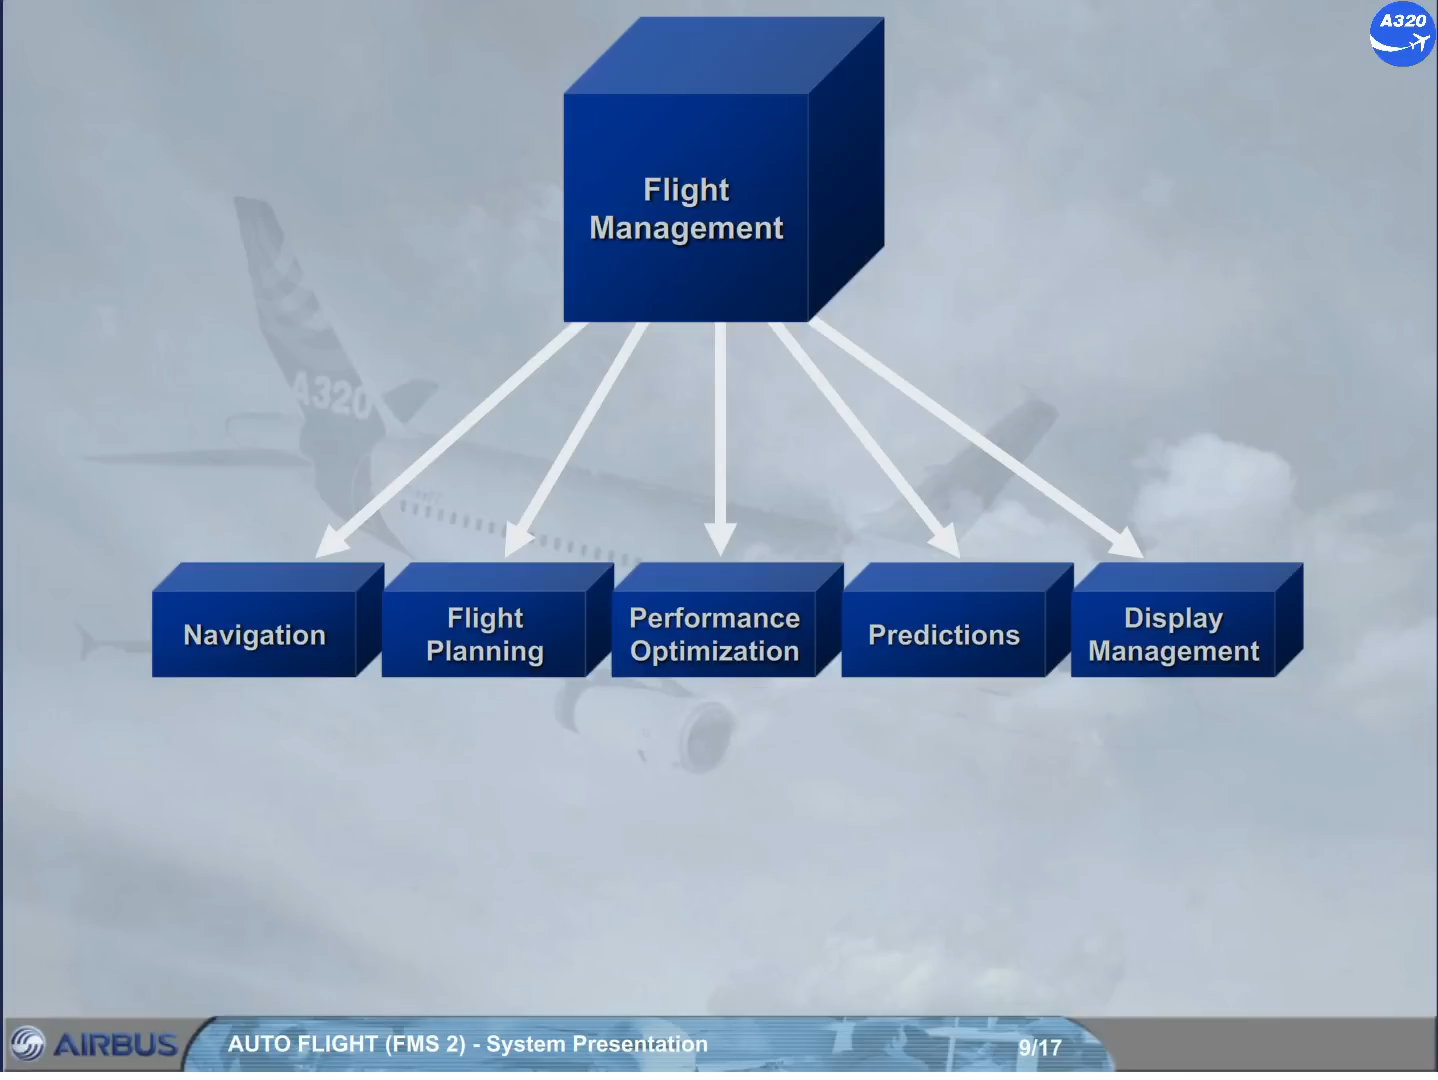 A320
Flight
Management
A320
Navigation
Flight
Planning
Performance
Optimization
Predictions
Display
Management
AIRBUS
AUTO FLIGHT (FMS 2) - System Presentation
9/17